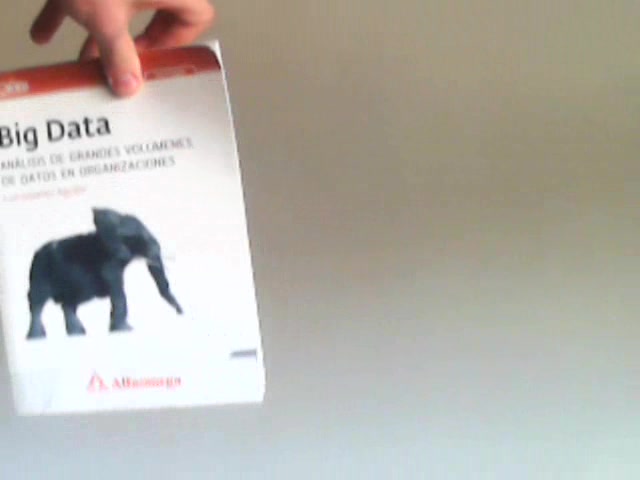 Big Data
ANÁLISIS DE GRANDES VOLÚMENES
DE DATOS EN ORGANIZACIONES
Alfaomega